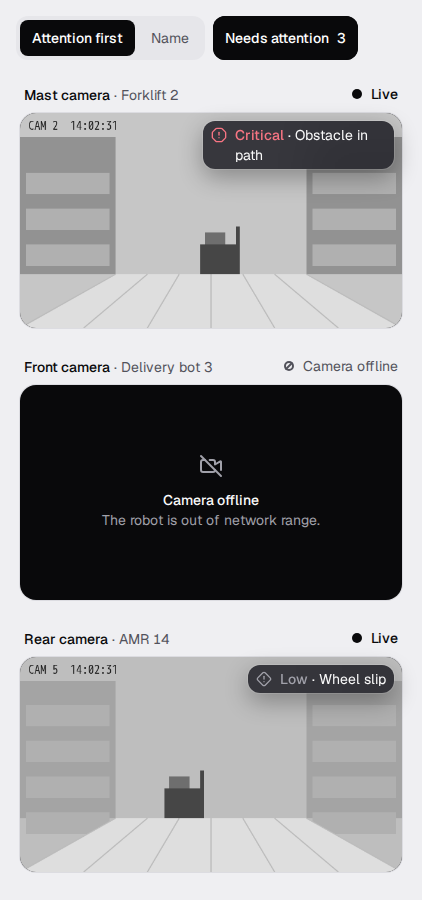 Attention first Name Needs attention 3
Mast camera · Forklift 2 Live
CAM 2 14:02:31
Critical · Obstacle in
path
Front camera · Delivery bot 3 Camera offline
Camera offline
The robot is out of network range.
Rear camera · AMR 14 Live
CAM 5 14:02:31
Low · Wheel slip